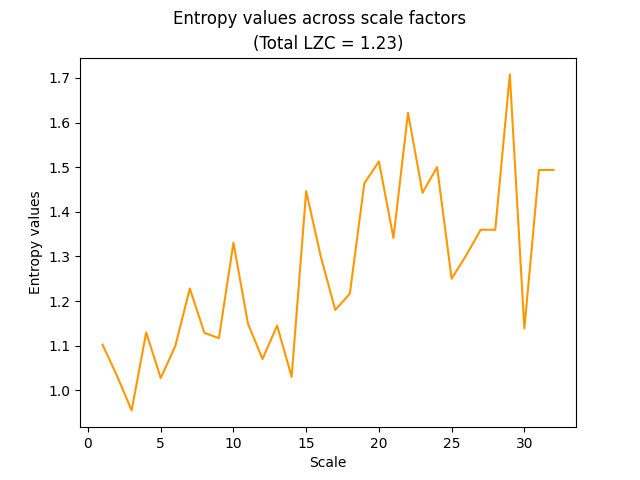 Entropy values across scale factors
(Total LZC = 1.23)
1.7
1.6
1.5
1.4
1.3
1.2
1.1
1.0
Entropy values
0 5 10 15 20 25 30
Scale